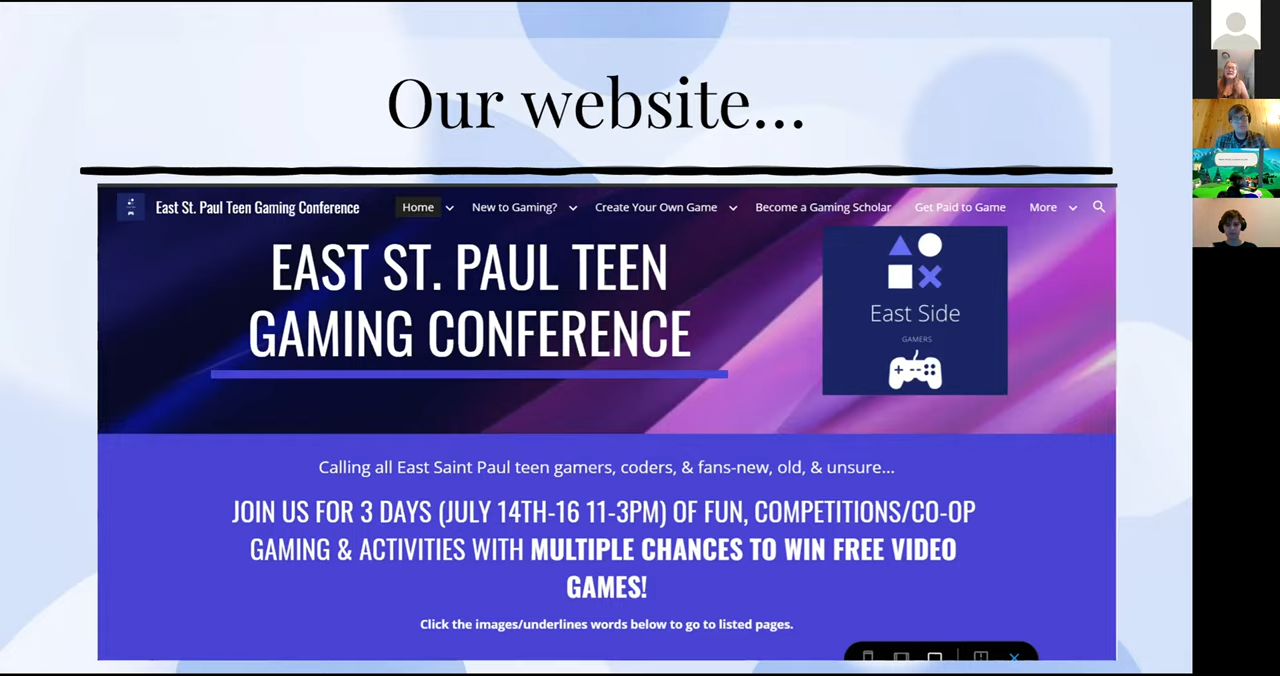 Our website...
East St. Paul Teen Gaming Conference
Home
New to Gaming?
Create Your Own Game
Become a Gaming Scholar
Get Paid to Game
More
EAST ST. PAUL TEEN
GAMING CONFERENCE
East Side
GAMERS
Calling all East Saint Paul teen gamers, coders, & fans-new, old, & unsure...
JOIN US FOR 3 DAYS (JULY 14TH-16 11-3PM) OF FUN, COMPETITIONS/CO-OP
GAMING & ACTIVITIES WITH MULTIPLE CHANCES TO WIN FREE VIDEO
GAMES!
Click the images/underlines words below to go to listed pages.